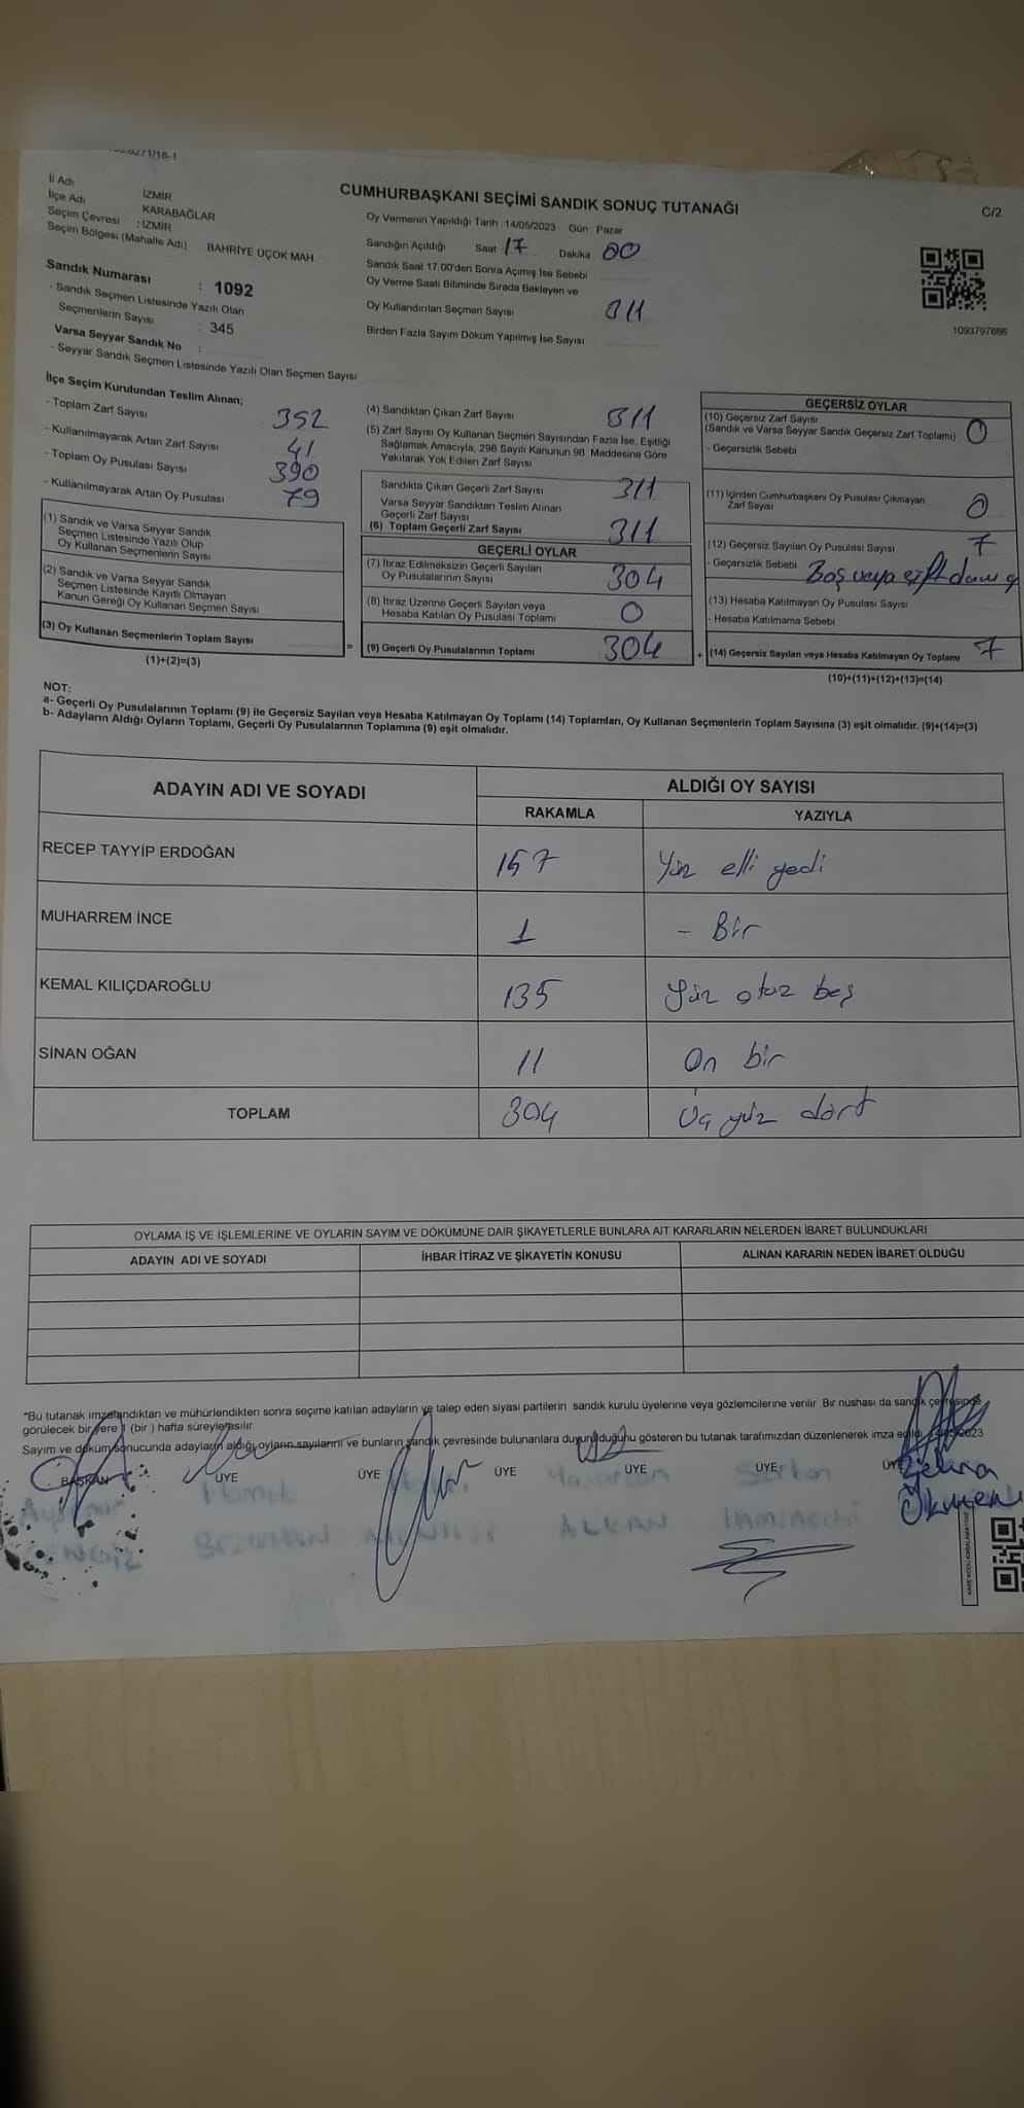 İl Adı İZMİR
İlçe Adı KARABAĞLAR
Seçim Çevresi : İZMİR
Seçim Bölgesi (Mahalle Adı) BAHRİYE ÜÇOK MAH
CUMHURBAŞKANI SEÇİMİ SANDIK SONUÇ TUTANAĞI
C/2
Oy Vermenin Yapıldığı Tarih 14/05/2023 Gün Pazar
Sandığın Açıldığı Saat 17 Dakika 00
Sandık Saat 17.00'den Sonra Açımış İse Sebebi
Oy Verme Saati Bitiminde Sırada Bekleyen ve
Oy Kullandırılan Seçmen Sayısı 311
Birden Fazla Sayım Döküm Yapılmış İse Sayısı
1093797695
Sandık Numarası : 1092
- Sandık Seçmen Listesinde Yazılı Olan
Seçmenlerin Sayısı : 345
Varsa Seyyar Sandık No :
- Seyyar Sandık Seçmen Listesinde Yazılı Olan Seçmen Sayısı
İlçe Seçim Kurulundan Teslim Alınan;
- Toplam Zarf Sayısı 352
- Kullanılmayarak Artan Zarf Sayısı 41
- Toplam Oy Pusulası Sayısı 390
- Kullanılmayarak Artan Oy Pusulası 79
(1) Sandık ve Varsa Seyyar Sandık
Seçmen Listesinde Yazılı Olup
Oy Kullanan Seçmenlerin Sayısı
(2) Sandık ve Varsa Seyyar Sandık
Seçmen Listesinde Kayıtlı Olmayan
Kanun Gereği Oy Kullanan Seçmen Sayısı
(3) Oy Kullanan Seçmenlerin Toplam Sayısı
(1)+(2)=(3)
(4) Sandıktan Çıkan Zarf Sayısı 311
(5) Zarf Sayısı Oy Kullanan Seçmen Sayısından Fazla İse, Eşitliği
Sağlamak Amacıyla, 298 Sayılı Kanunun 98. Maddesine Göre
Yakılarak Yok Edilen Zarf Sayısı
Sandıkta Çıkan Geçerli Zarf Sayısı 311
Varsa Seyyar Sandıktan Teslim Alınan
Geçerli Zarf Sayısı
(6) Toplam Geçerli Zarf Sayısı 311
GEÇERLİ OYLAR
(7) İtiraz Edilmeksizin Geçerli Sayılan
Oy Pusulalarının Sayısı 304
(8) İtiraz Üzerine Geçerli Sayılan veya
Hesaba Katılan Oy Pusulası Toplamı 0
= (9) Geçerli Oy Pusulalarının Toplamı 304
GEÇERSİZ OYLAR
(10) Geçersiz Zarf Sayısı
(Sandık ve Varsa Seyyar Sandık Geçersiz Zarf Toplamı) 0
- Geçersizlik Sebebi
(11) İçinden Cumhurbaşkanı Oy Pusulası Çıkmayan
Zarf Sayısı 0
(12) Geçersiz Sayılan Oy Pusulası Sayısı 7
- Geçersizlik Sebebi Boş veya çift damg
(13) Hesaba Katılmayan Oy Pusulası Sayısı
- Hesaba Katılmama Sebebi
+ (14) Geçersiz Sayılan veya Hesaba Katılmayan Oy Toplamı 7
(10)+(11)+(12)+(13)=(14)
NOT:
a- Geçerli Oy Pusulalarının Toplamı (9) ile Geçersiz Sayılan veya Hesaba Katılmayan Oy Toplamı (14) Toplamları, Oy Kullanan Seçmenlerin Toplam Sayısına (3) eşit olmalıdır. (9)+(14)=(3)
b- Adayların Aldığı Oyların Toplamı, Geçerli Oy Pusulalarının Toplamına (9) eşit olmalıdır.
ADAYIN ADI VE SOYADI
ALDIĞI OY SAYISI
RAKAMLA YAZIYLA
RECEP TAYYİP ERDOĞAN 157 Yüz elli yedi
MUHARREM İNCE 1 - Bir
KEMAL KILIÇDAROĞLU 135 Yüz otuz beş
SİNAN OĞAN 11 On bir
TOPLAM 304 Üç yüz dört
OYLAMA İŞ VE İŞLEMLERİNE VE OYLARIN SAYIM VE DÖKÜMÜNE DAİR ŞİKAYETLERLE BUNLARA AİT KARARLARIN NELERDEN İBARET BULUNDUKLARI
ADAYIN ADI VE SOYADI İHBAR İTİRAZ VE ŞİKAYETİN KONUSU ALINAN KARARIN NEDEN İBARET OLDUĞU
*Bu tutanak imzalandıktan ve mühürlendikten sonra seçime katılan adayların ve talep eden siyasi partilerin sandık kurulu üyelerine veya gözlemcilerine verilir. Bir nüshası da sandık çevresinde
görülecek bir yere 1 (bir) hafta süreyle asılır.
Sayım ve döküm sonucunda adayların aldığı oyların sayılarını ve bunların sandık çevresinde bulunanlara duyurulduğunu gösteren bu tutanak tarafımızdan düzenlenerek imza edildi.
BAŞKAN ÜYE ÜYE ÜYE ÜYE ÜYE ÜYE
ALKAN